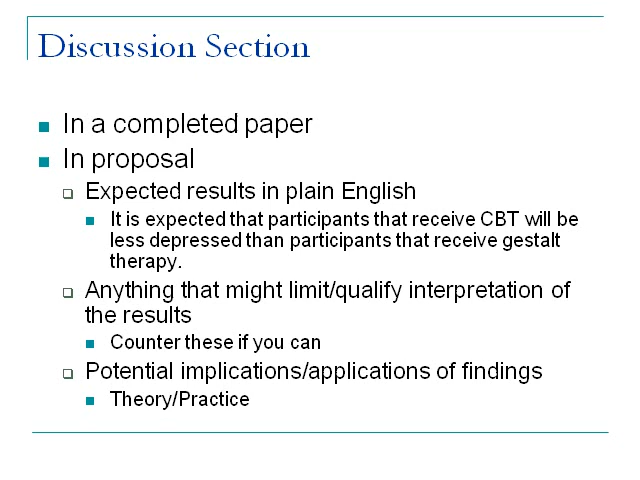 Discussion Section
In a completed paper
In proposal
Expected results in plain English
It is expected that participants that receive CBT will be
less depressed than participants that receive gestalt
therapy.
Anything that might limit/qualify interpretation of
the results
Counter these if you can
Potential implications/applications of findings
Theory/Practice